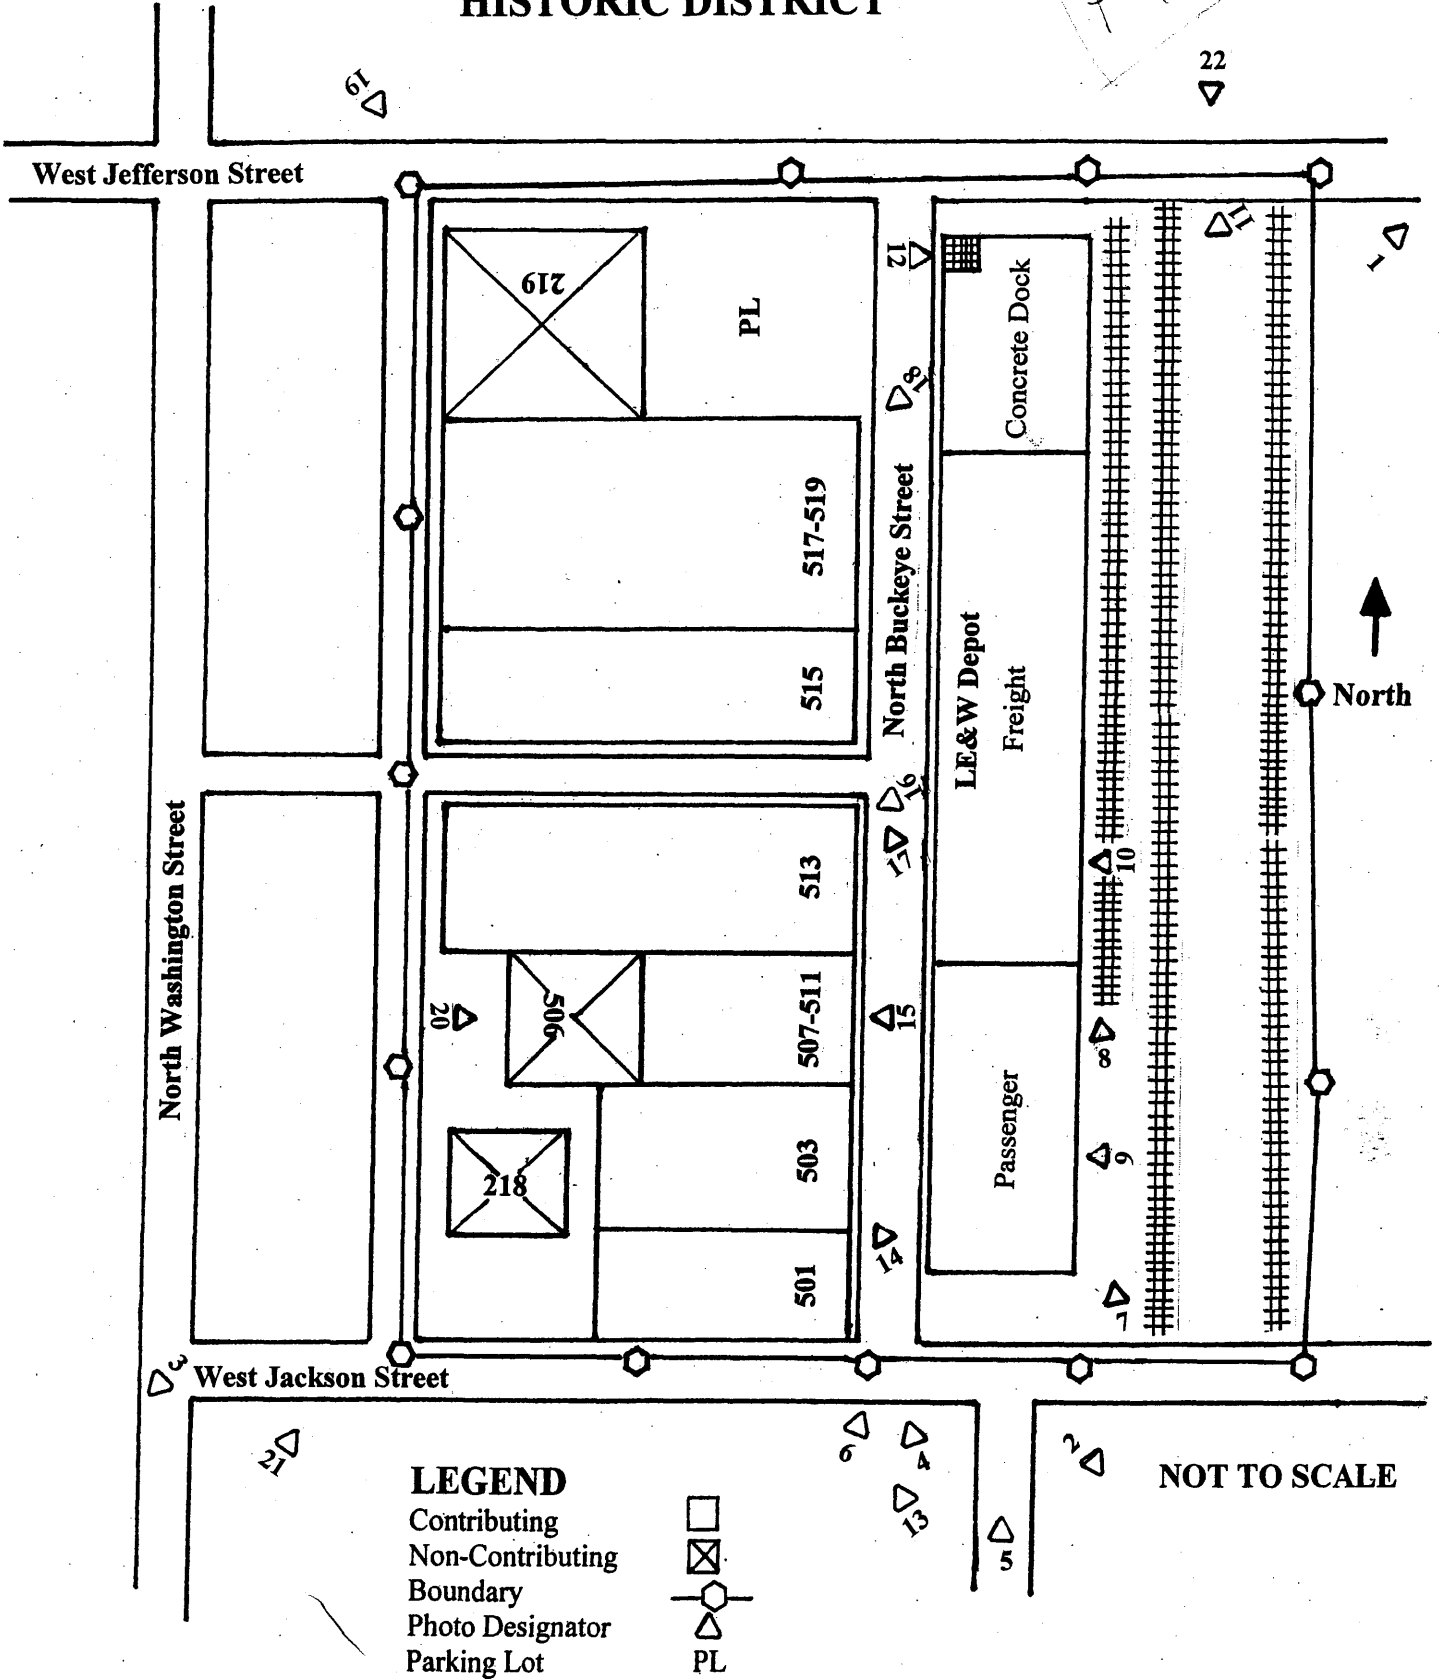 HISTORIC DISTRICT
22
19
West Jefferson Street
11
1
12
219
PL
Concrete Dock
18
517-519
North Buckeye Street
LE&W Depot
Freight
515
North
16
17
10
513
North Washington Street
20
506
507-511
15
8
Passenger
9
503
218
14
501
7
3
West Jackson Street
21
6
4
2
13
5
NOT TO SCALE
LEGEND
Contributing
Non-Contributing
Boundary
Photo Designator
Parking Lot PL